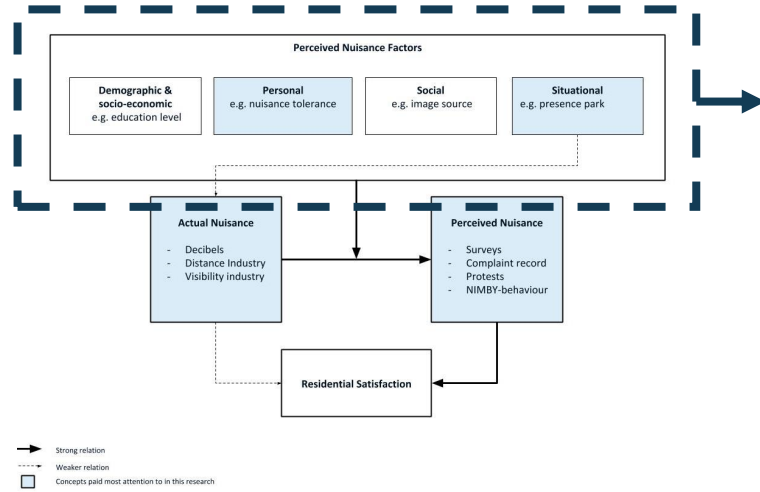 Perceived Nuisance Factors
Demographic &
socio-economic
e.g. education level
Personal
e.g. nuisance tolerance
Social
e.g. image source
Situational
e.g. presence park
Actual Nuisance
- Decibels
- Distance Industry
- Visibility industry
Perceived Nuisance
- Surveys
- Complaint record
- Protests
- NIMBY-behaviour
Residential Satisfaction
Strong relation
Weaker relation
Concepts paid most attention to in this research